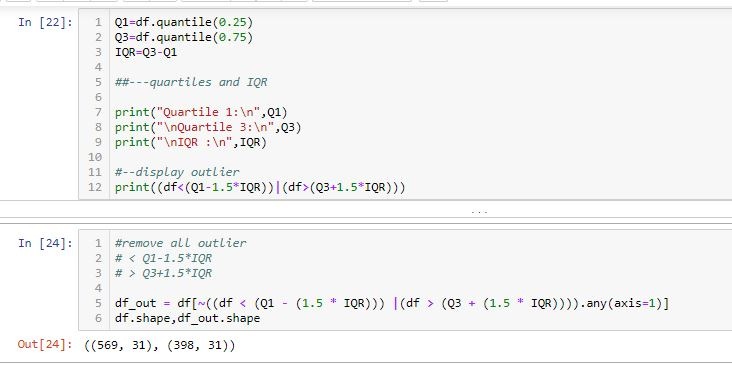 In [22]:
1 Q1=df.quantile(0.25)
2 Q3=df.quantile(0.75)
3 IQR=Q3-Q1
4
5 ##---quartiles and IQR
6
7 print("Quartile 1:\n",Q1)
8 print("\nQuartile 3:\n",Q3)
9 print("\nIQR :\n",IQR)
10
11 #--display outlier
12 print((df<(Q1-1.5*IQR))|(df>(Q3+1.5*IQR)))
...
In [24]:
1 #remove all outlier
2 # < Q1-1.5*IQR
3 # > Q3+1.5*IQR
4
5 df_out = df[~((df < (Q1 - (1.5 * IQR))) |(df > (Q3 + (1.5 * IQR)))).any(axis=1)]
6 df.shape,df_out.shape
Out[24]: ((569, 31), (398, 31))